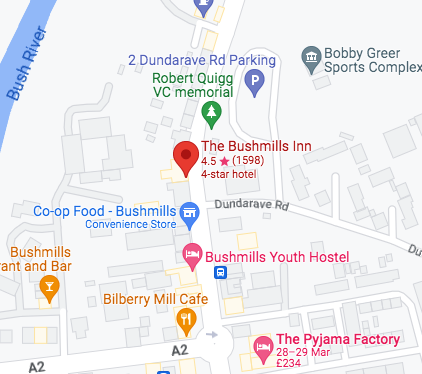 Bush River
2 Dundarave Rd Parking
P
Bobby Greer
Sports Complex
Robert Quigg
VC memorial
The Bushmills Inn
4.5 ★ (1598)
4-star hotel
Co-op Food - Bushmills
Convenience Store
Dundarave Rd
Du
Bushmills
rant and Bar
Bushmills Youth Hostel
Bilberry Mill Cafe
The Pyjama Factory
28–29 Mar
£234
A2
A2